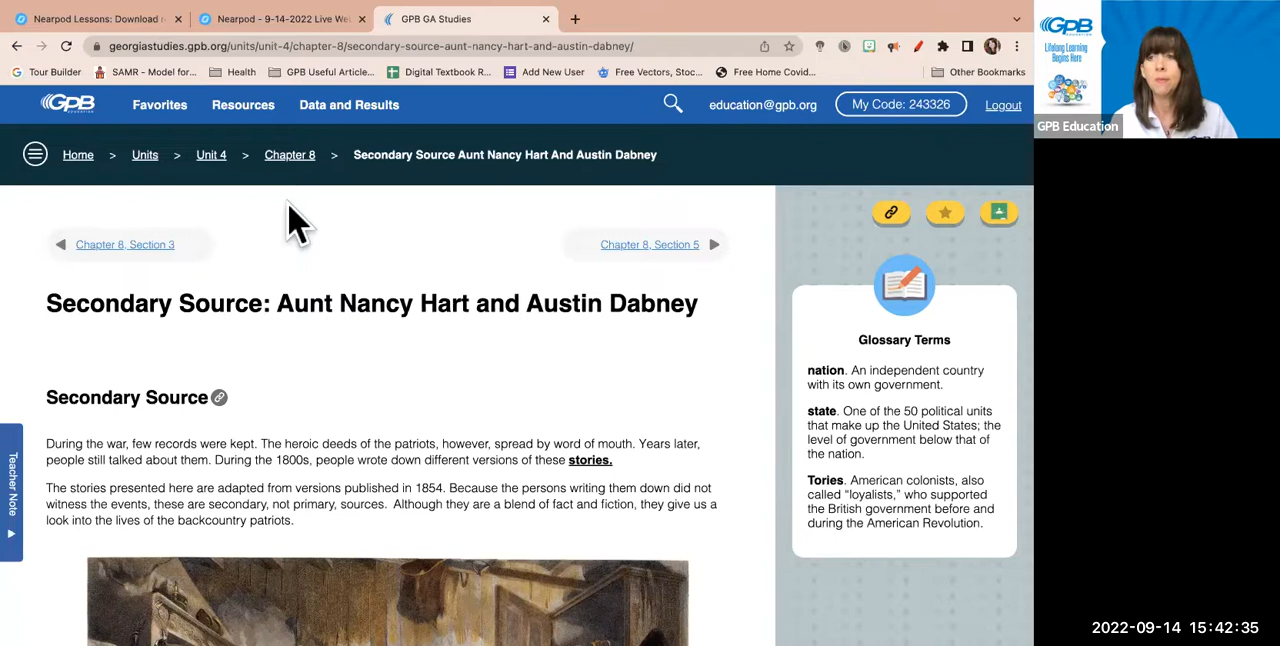 Nearpod Lessons: Download r
Nearpod - 9-14-2022 Live We
GPB GA Studies
georgiastudies.gpb.org/units/unit-4/chapter-8/secondary-source-aunt-nancy-hart-and-austin-dabney/
Tour Builder
SAMR - Model for...
Health
GPB Useful Article...
Digital Textbook R...
Add New User
Free Vectors, Stoc...
Free Home Covid...
Other Bookmarks
GPB
EDUCATION
Favorites
Resources
Data and Results
education@gpb.org
My Code: 243326
Logout
Home > Units > Unit 4 > Chapter 8 > Secondary Source Aunt Nancy Hart And Austin Dabney
Chapter 8, Section 3
Chapter 8, Section 5
Secondary Source: Aunt Nancy Hart and Austin Dabney
Secondary Source
During the war, few records were kept. The heroic deeds of the patriots, however, spread by word of mouth. Years later,
people still talked about them. During the 1800s, people wrote down different versions of these stories.
The stories presented here are adapted from versions published in 1854. Because the persons writing them down did not
witness the events, these are secondary, not primary, sources. Although they are a blend of fact and fiction, they give us a
look into the lives of the backcountry patriots.
Teacher Note
Glossary Terms
nation. An independent country
with its own government.
state. One of the 50 political units
that make up the United States; the
level of government below that of
the nation.
Tories. American colonists, also
called “loyalists,” who supported
the British government before and
during the American Revolution.
GPB
EDUCATION
Lifelong Learning
Begins Here
GPB Education
2022-09-14 15:42:35